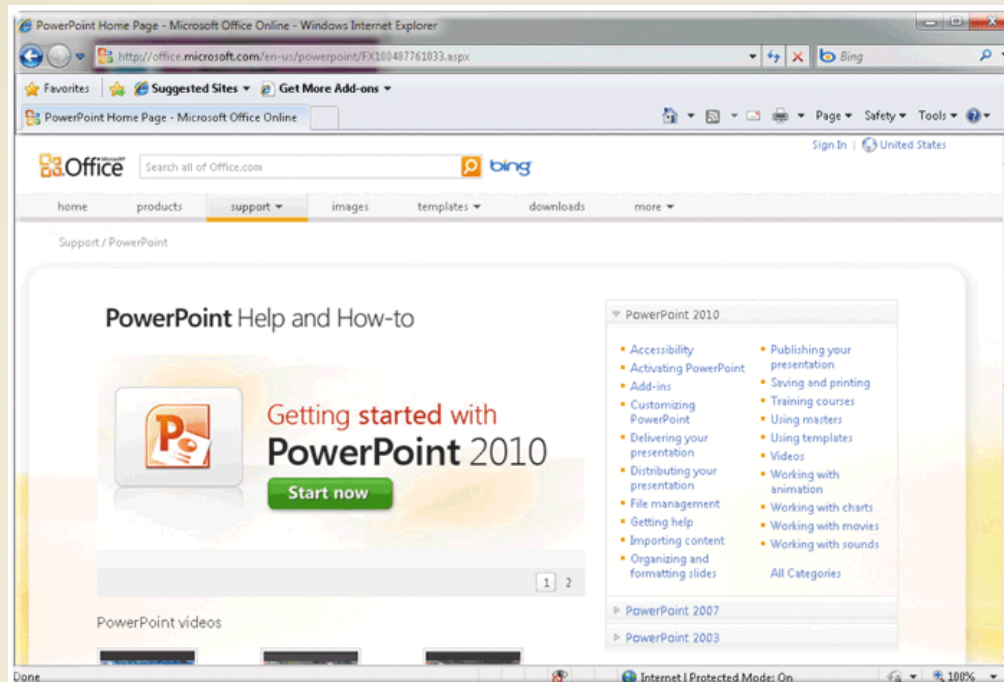 PowerPoint Home Page - Microsoft Office Online - Windows Internet Explorer
http://office.microsoft.com/en-us/powerpoint/FX100487761033.aspx
Bing
Favorites
Suggested Sites
Get More Add-ons
PowerPoint Home Page - Microsoft Office Online
Page
Safety
Tools
Sign In | United States
Microsoft
Office
Search all of Office.com
bing
home
products
support
images
templates
downloads
more
Support / PowerPoint
PowerPoint Help and How-to
Getting started with
PowerPoint 2010
Start now
1 2
PowerPoint videos
PowerPoint 2010
Accessibility
Activating PowerPoint
Add-ins
Customizing
PowerPoint
Delivering your
presentation
Distributing your
presentation
File management
Getting help
Importing content
Organizing and
formatting slides
Publishing your
presentation
Saving and printing
Training courses
Using masters
Using templates
Videos
Working with
animation
Working with charts
Working with movies
Working with sounds
All Categories
PowerPoint 2007
PowerPoint 2003
Done
Internet | Protected Mode: On
100%